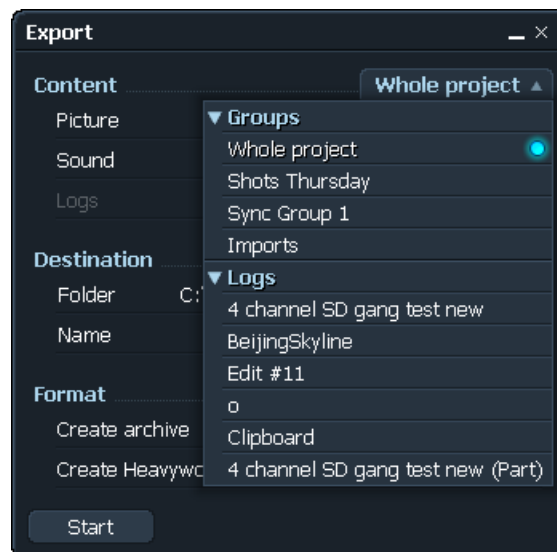 Export
Content
Whole project
Picture
Sound
Logs
Destination
Folder C:
Name
Format
Create archive
Create
Start
Groups
Whole project
Shots Thursday
Sync Group 1
Imports
Logs
4 channel SD gang test new
BeijingSkyline
Edit #11
o
Clipboard
4 channel SD gang test new (Part)